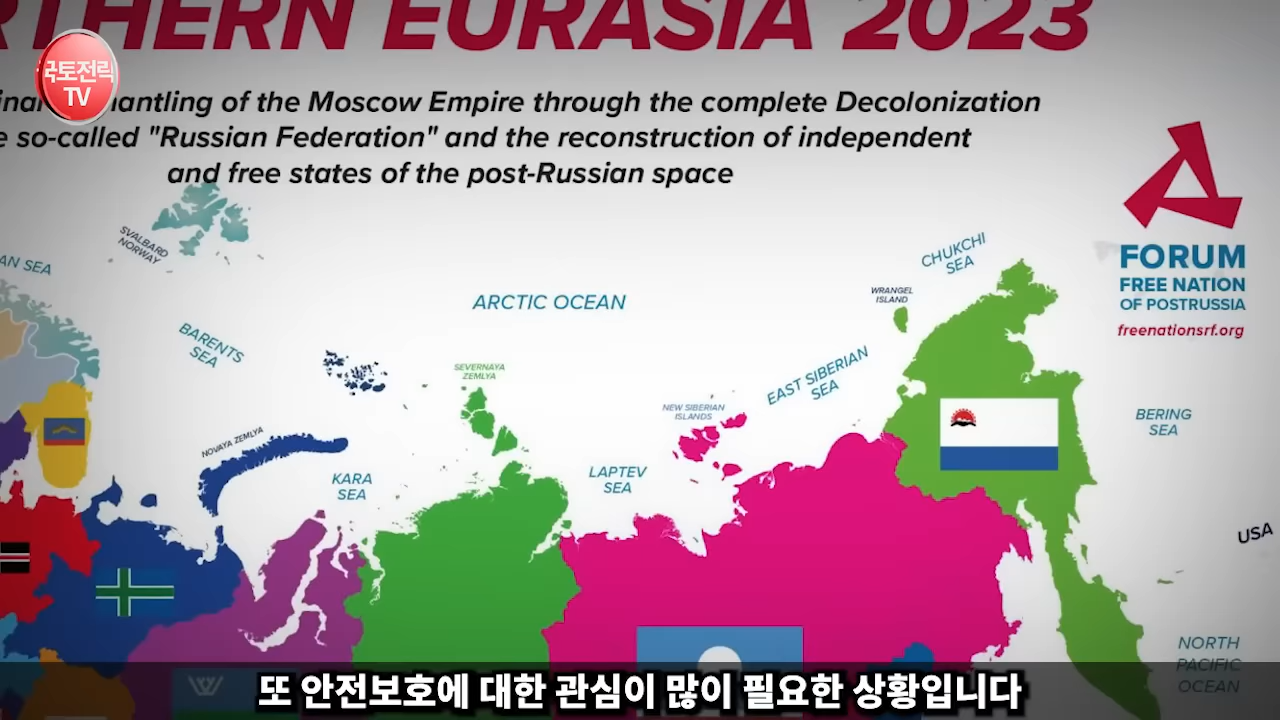 RTHERN EURASIA 2023
국토전략
TV
antling of the Moscow Empire through the complete Decolonization
so-called "Russian Federation" and the reconstruction of independent
and free states of the post-Russian space
FORUM
FREE NATION
OF POSTRUSSIA
freenationsrf.org
SVALBARD
NORWAY
AN SEA
BARENTS
SEA
ARCTIC OCEAN
CHUKCHI
SEA
WRANGEL
ISLAND
SEVERNAYA
ZEMLYA
EAST SIBERIAN
SEA
NEW SIBERIAN
ISLANDS
BERING
SEA
NOVAYA ZEMLYA
KARA
SEA
LAPTEV
SEA
USA
NORTH
PACIFIC
OCEAN
또 안전보호에 대한 관심이 많이 필요한 상황입니다